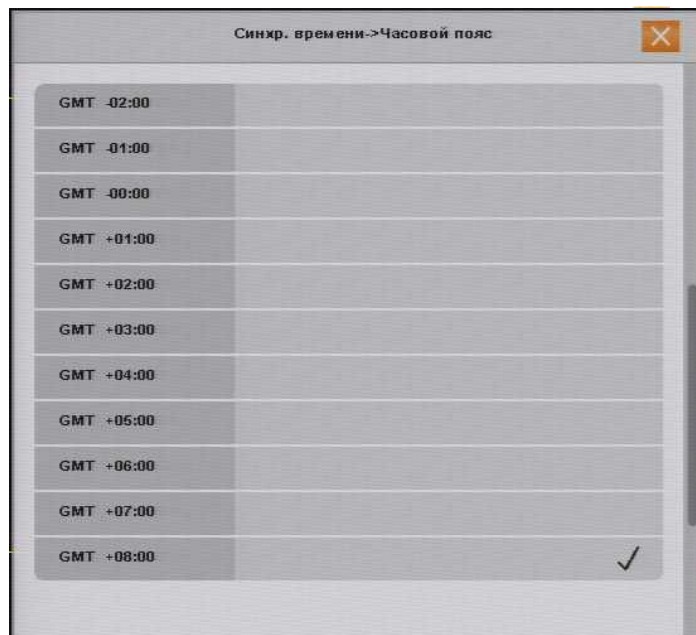 Синхр. времени->Часовой пояс
GMT -02:00
GMT -01:00
GMT -00:00
GMT +01:00
GMT +02:00
GMT +03:00
GMT +04:00
GMT +05:00
GMT +06:00
GMT +07:00
GMT +08:00